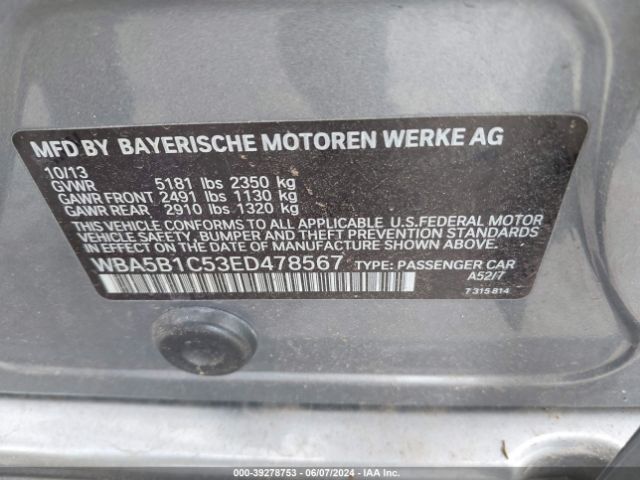 MFD BY BAYERISCHE MOTOREN WERKE AG
10/13
GVWR 5181 lbs 2350 kg
GAWR FRONT 2491 lbs 1130 kg
GAWR REAR 2910 lbs 1320 kg
THIS VEHICLE CONFORMS TO ALL APPLICABLE U.S.FEDERAL MOTOR
VEHICLE SAFETY, BUMPER AND THEFT PREVENTION STANDARDS
IN EFFECT ON THE DATE OF MANUFACTURE SHOWN ABOVE.
WBA5B1C53ED478567 TYPE: PASSENGER CAR
A52/7
7 315 814
000-39278753 - 06/07/2024 - IAA Inc.